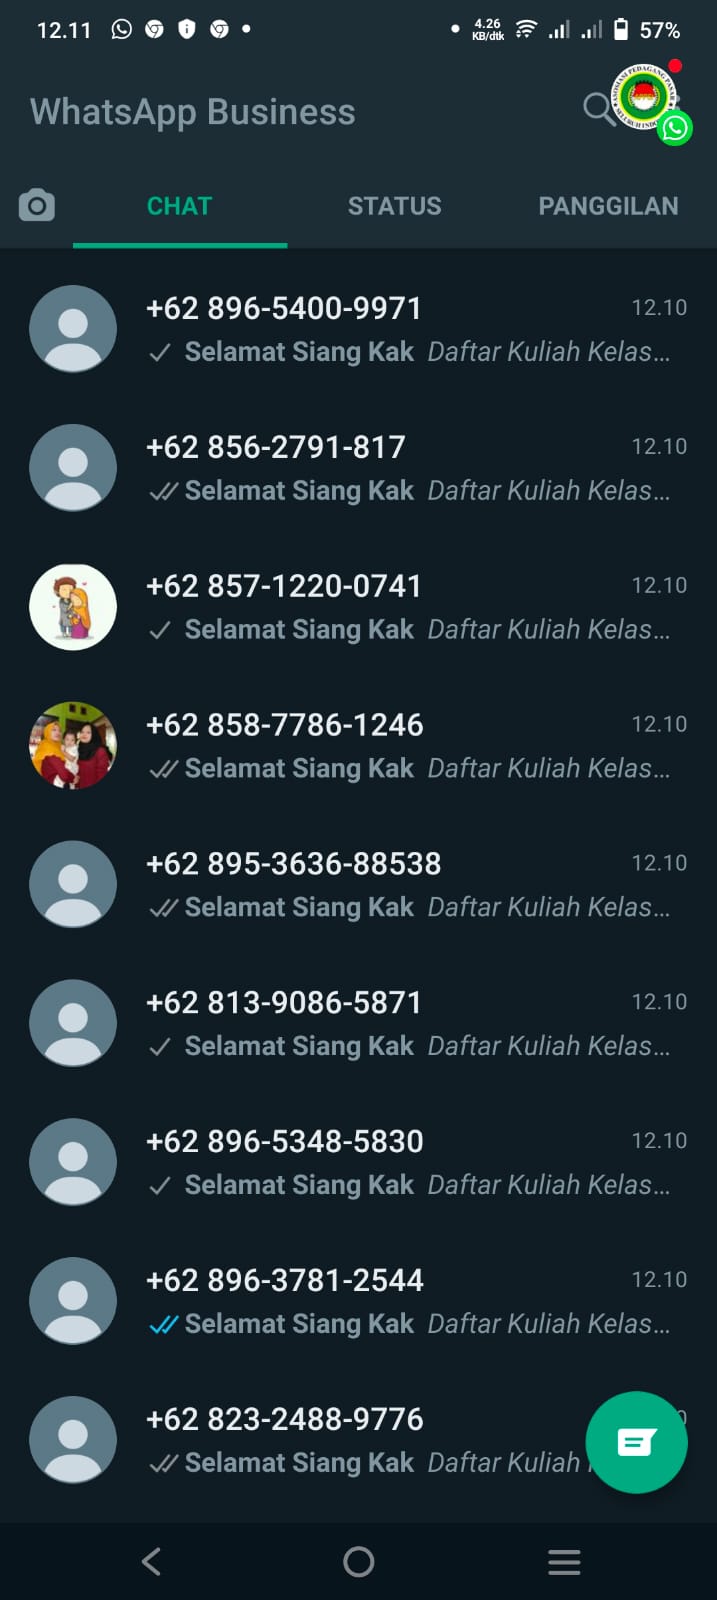 12.11
4.26
KB/dtk
57%
WhatsApp Business
ASOSIASI PEDAGANG PASAR
SELURUH INDO
CHAT
STATUS
PANGGILAN
+62 896-5400-9971
12.10
Selamat Siang Kak Daftar Kuliah Kelas...
+62 856-2791-817
12.10
Selamat Siang Kak Daftar Kuliah Kelas...
+62 857-1220-0741
12.10
Selamat Siang Kak Daftar Kuliah Kelas...
+62 858-7786-1246
12.10
Selamat Siang Kak Daftar Kuliah Kelas...
+62 895-3636-88538
12.10
Selamat Siang Kak Daftar Kuliah Kelas...
+62 813-9086-5871
12.10
Selamat Siang Kak Daftar Kuliah Kelas...
+62 896-5348-5830
12.10
Selamat Siang Kak Daftar Kuliah Kelas...
+62 896-3781-2544
12.10
Selamat Siang Kak Daftar Kuliah Kelas...
+62 823-2488-9776
Selamat Siang Kak Daftar Kuliah